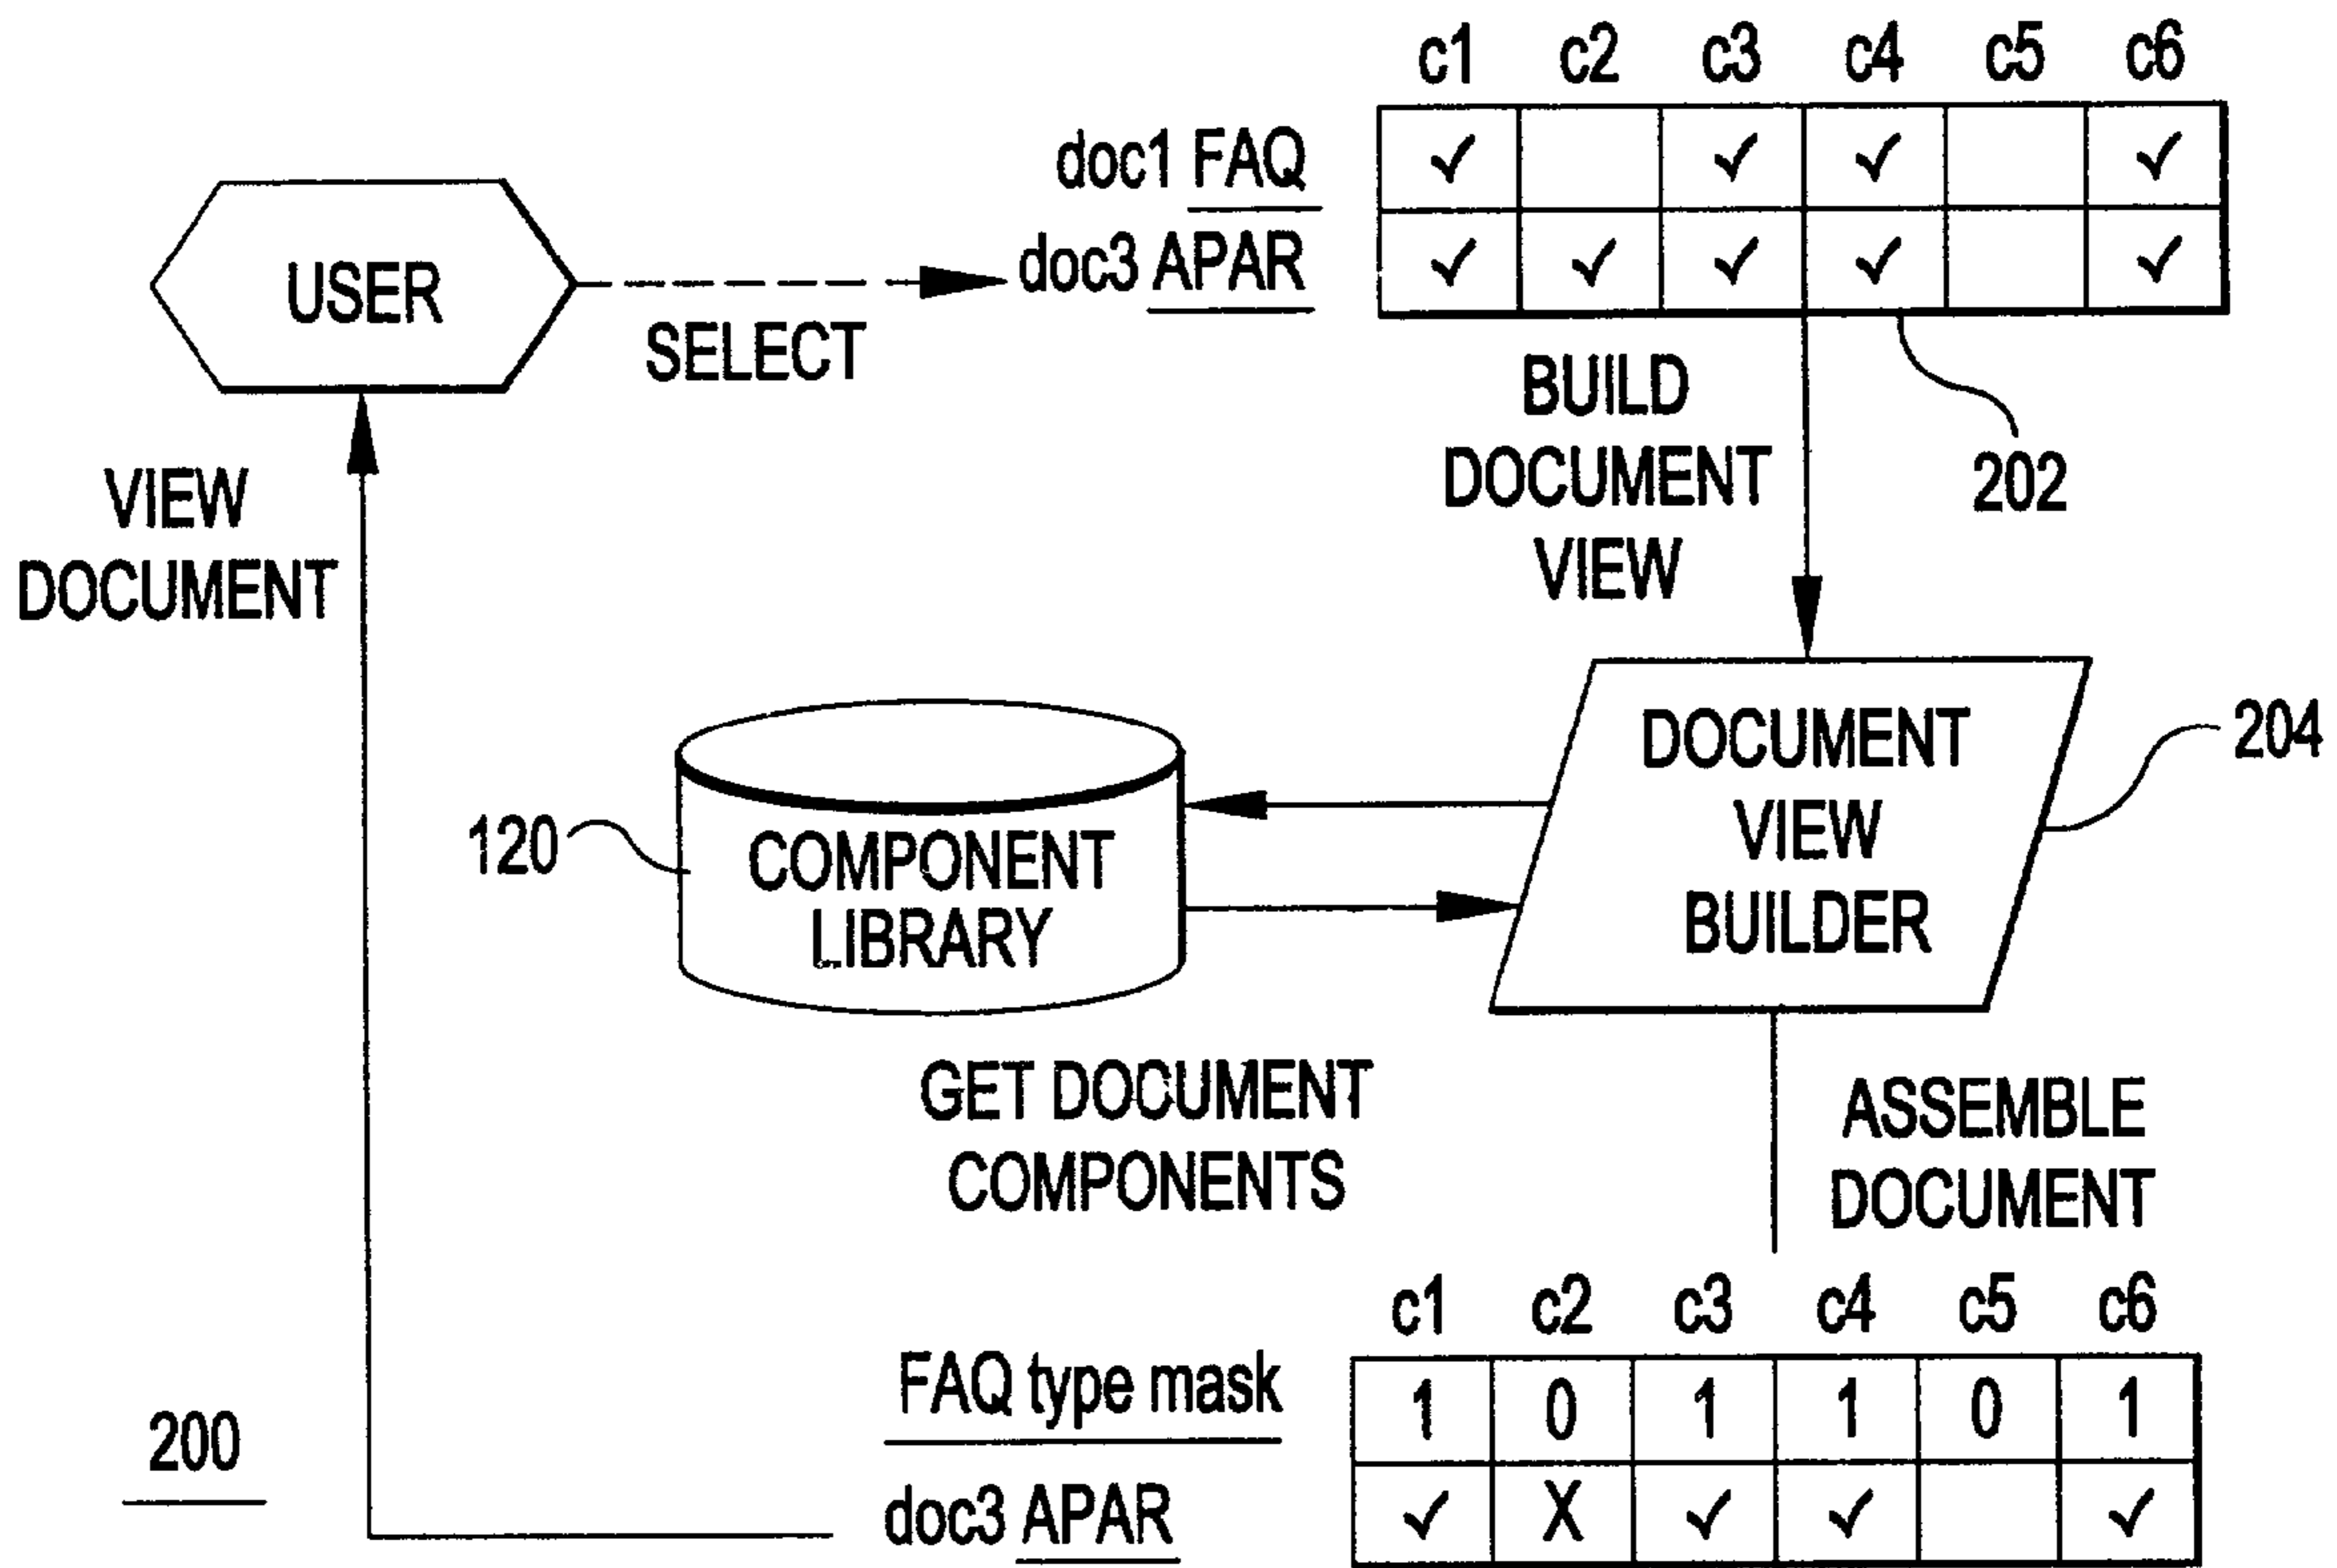 c1 c2 c3 c4 c5 c6
doc1 FAQ ✓ ✓ ✓ ✓
doc3 APAR ✓ ✓ ✓ ✓ ✓
USER
SELECT
BUILD
DOCUMENT
VIEW
202
VIEW
DOCUMENT
DOCUMENT
VIEW
BUILDER
204
120
COMPONENT
LIBRARY
GET DOCUMENT
COMPONENTS
ASSEMBLE
DOCUMENT
c1 c2 c3 c4 c5 c6
FAQ type mask 1 0 1 1 0 1
doc3 APAR ✓ X ✓ ✓ ✓
200